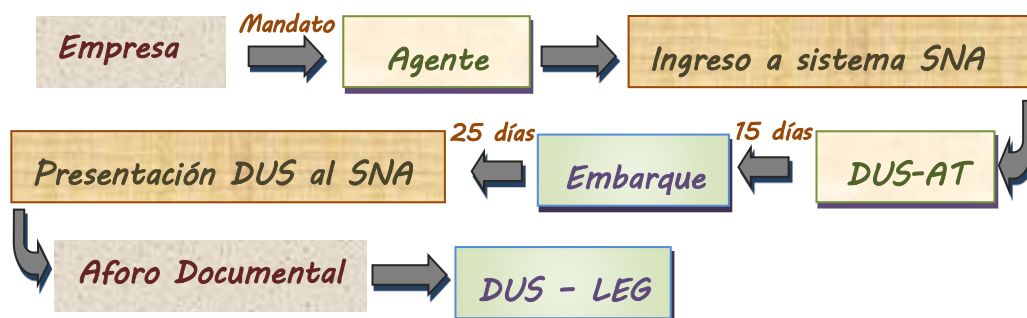 Mandato
Empresa
Agente
Ingreso a sistema SNA
25 días
15 días
Presentación DUS al SNA
Embarque
DUS-AT
Aforo Documental
DUS - LEG